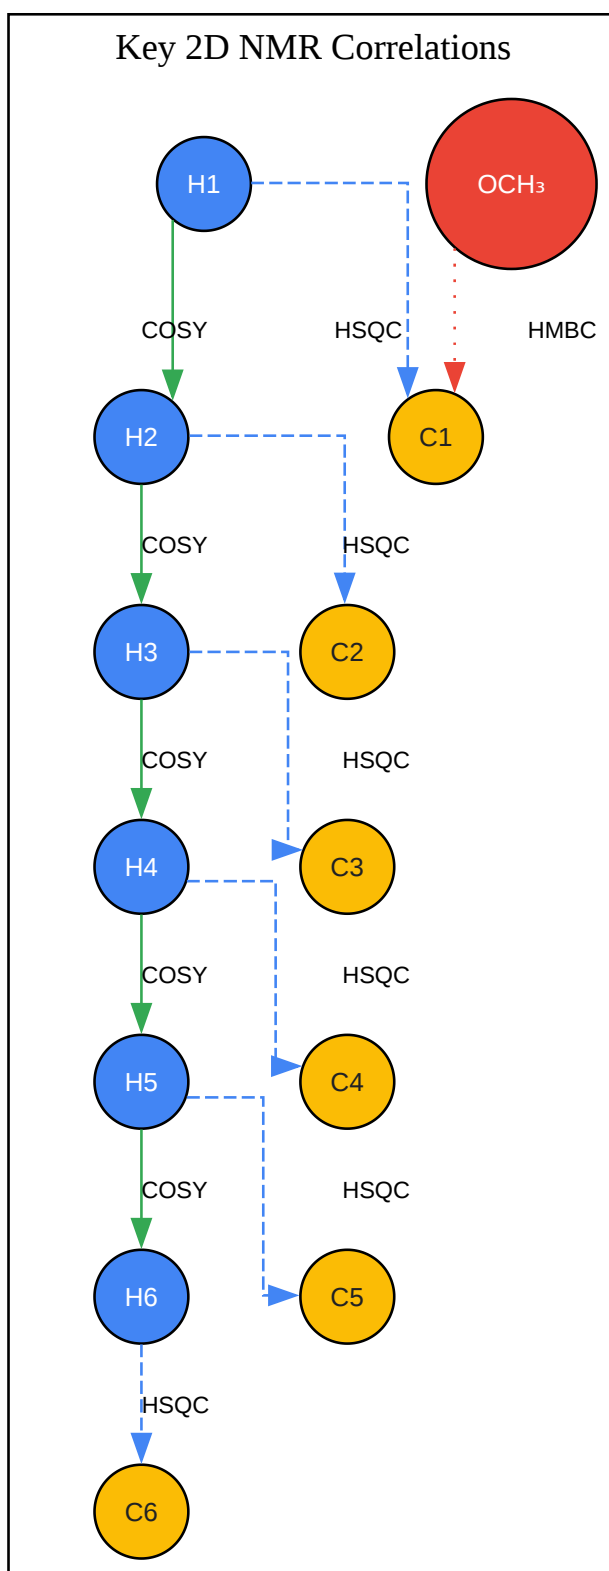 Key 2D NMR Correlations
H1
OCH₃
COSY
HSQC
HMBC
H2
C1
COSY
HSQC
H3
C2
COSY
HSQC
H4
C3
COSY
HSQC
H5
C4
COSY
HSQC
H6
C5
HSQC
C6